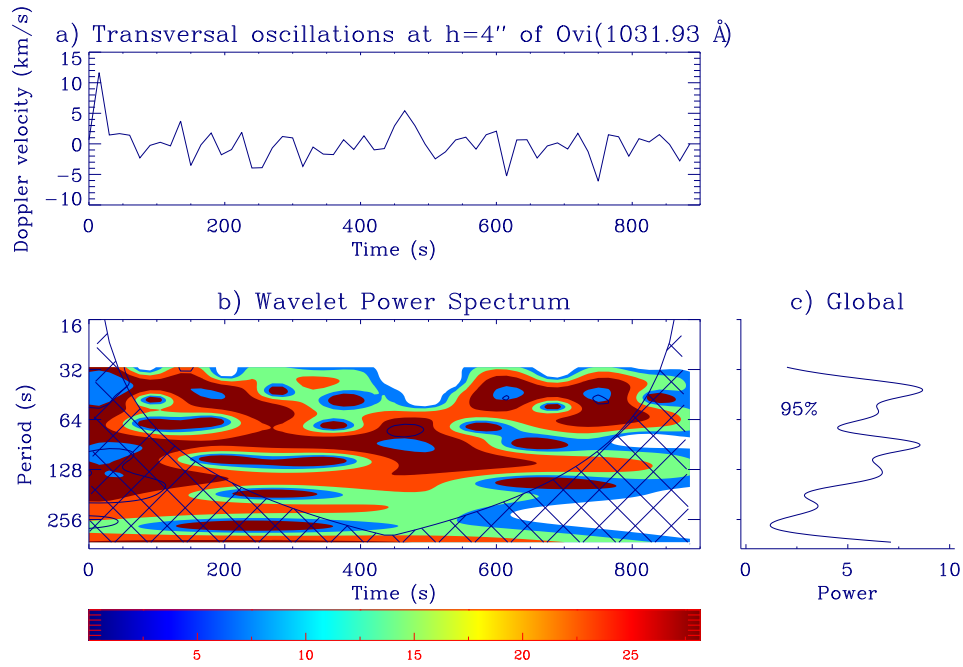 a) Transversal oscillations at h=4" of Ovi(1031.93 Å)
Doppler velocity (km/s)
15
10
5
0
−5
−10
0 200 400 600 800
Time (s)
b) Wavelet Power Spectrum
c) Global
Period (s)
16
32
64
128
256
95%
0 200 400 600 800
0 5 10
Time (s)
Power
5 10 15 20 25